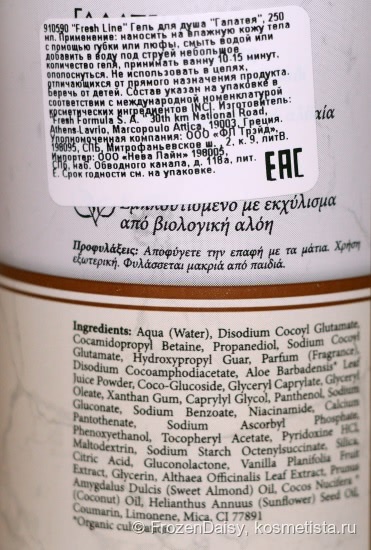 910590 "Fresh Line" Гель для душа "Галатея", 250
мл. Применение: наносить на влажную кожу тела
с помощью губки или люфы, смыть водой или
добавить в воду под струей небольшое
количество геля, принимать ванну 10-15 минут.
ополоснуться. Не использовать в целях,
отличающихся от прямого назначения продукта.
Беречь от детей. Состав указан на упаковке в
соответствии с международной номенклатурой
косметических ингредиентов (INCI). Изготовитель:
"Fresh Formula S. A." 30th km National Road,
Athens-Lavrio, Marcopoulo Attica, 19003, Греция.
Уполномоченная компания: ООО «ФП Трэйд»,
198095, СПБ, Митрофаньевское ш., 2, к. 9, литВ.
Импортер: ООО «Нева Лайн» 198005,
СПб, наб. Обводного канала, д. 118а, лит.
Е. Срок годности см. на упаковке.
EAC
Εμπλουτισμένο με εκχύλισμα
από βιολογική αλόη
Προφυλάξεις: Αποφύγετε την επαφή με τα μάτια. Χρήση
εξωτερική. Φυλάσσεται μακριά από παιδιά.
Ingredients: Aqua (Water), Disodium Cocoyl Glutamate,
Cocamidopropyl Betaine, Propanediol, Sodium Cocoyl
Glutamate, Hydroxypropyl Guar, Parfum (Fragrance),
Disodium Cocoamphodiacetate, Aloe Barbadensis* Leaf
Juice Powder, Coco-Glucoside, Glyceryl Caprylate, Glyceryl
Oleate, Xanthan Gum, Caprylyl Glycol, Panthenol, Sodium
Gluconate, Sodium Benzoate, Niacinamide, Calcium
Pantothenate, Sodium Ascorbyl Phosphate,
Phenoxyethanol, Tocopheryl Acetate, Pyridoxine HCl,
Maltodextrin, Sodium Starch Octenylsuccinate, Silica,
Citric Acid, Gluconolactone, Vanilla Planifolia Fruit
Extract, Glycerin, Althaea Officinalis Leaf Extract, Prunus
Amygdalus Dulcis (Sweet Almond) Oil, Cocos Nucifera *
(Coconut) Oil, Helianthus Annuus (Sunflower) Seed Oil,
Coumarin, Limonene, Mica, CI 77891
*Organic
© FrozenDaisy, kosmetista.ru